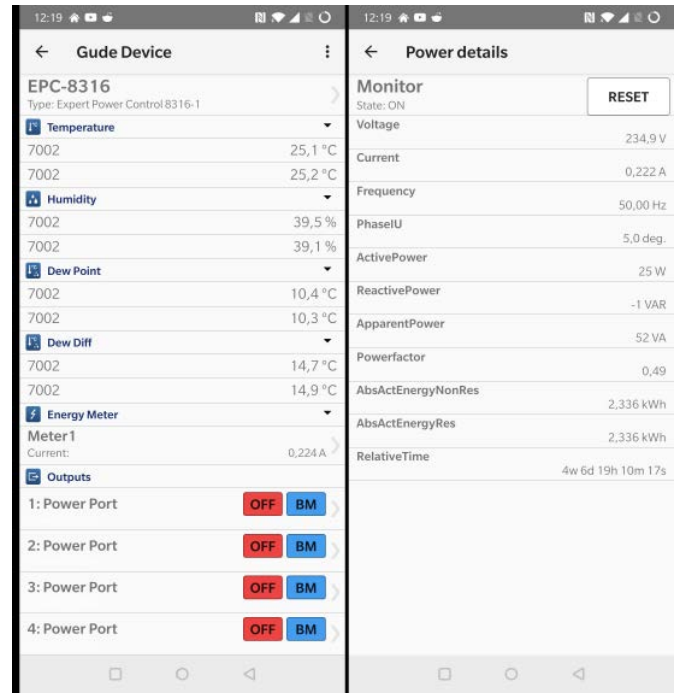 12:19
Gude Device
EPC-8316
Type: Expert Power Control 8316-1
Temperature
7002 25,1 °C
7002 25,2 °C
Humidity
7002 39,5 %
7002 39,1 %
Dew Point
7002 10,4 °C
7002 10,3 °C
Dew Diff
7002 14,7 °C
7002 14,9 °C
Energy Meter
Meter1
Current: 0,224 A
Outputs
1: Power Port OFF BM
2: Power Port OFF BM
3: Power Port OFF BM
4: Power Port OFF BM
12:19
Power details
Monitor
State: ON
RESET
Voltage
234,9 V
Current
0,222 A
Frequency
50,00 Hz
PhaseIU
5,0 deg.
ActivePower
25 W
ReactivePower
-1 VAR
ApparentPower
52 VA
Powerfactor
0,49
AbsActEnergyNonRes
2,336 kWh
AbsActEnergyRes
2,336 kWh
RelativeTime
4w 6d 19h 10m 17s